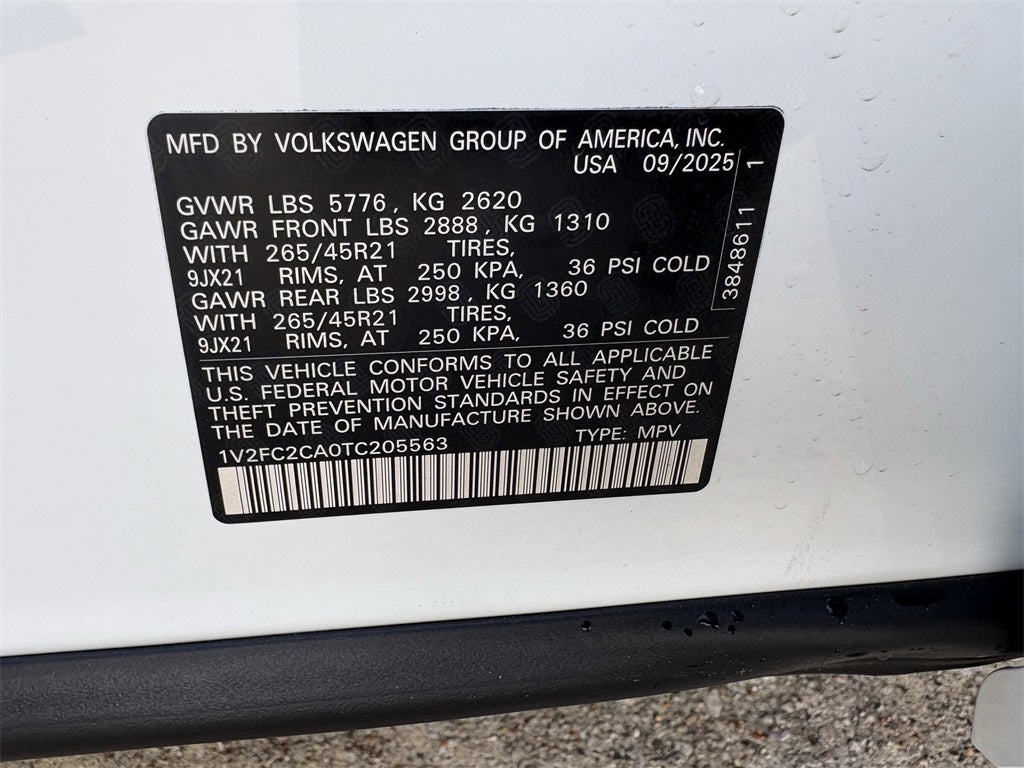 MFD BY VOLKSWAGEN GROUP OF AMERICA, INC.
USA 09/2025
GVWR LBS 5776, KG 2620
GAWR FRONT LBS 2888, KG 1310
WITH 265/45R21 TIRES,
9JX21 RIMS, AT 250 KPA, 36 PSI COLD
GAWR REAR LBS 2998, KG 1360
WITH 265/45R21 TIRES,
9JX21 RIMS, AT 250 KPA, 36 PSI COLD
THIS VEHICLE CONFORMS TO ALL APPLICABLE
U.S. FEDERAL MOTOR VEHICLE SAFETY AND
THEFT PREVENTION STANDARDS IN EFFECT ON
THE DATE OF MANUFACTURE SHOWN ABOVE.
1V2FC2CA0TC205563 TYPE: MPV
3848611 1